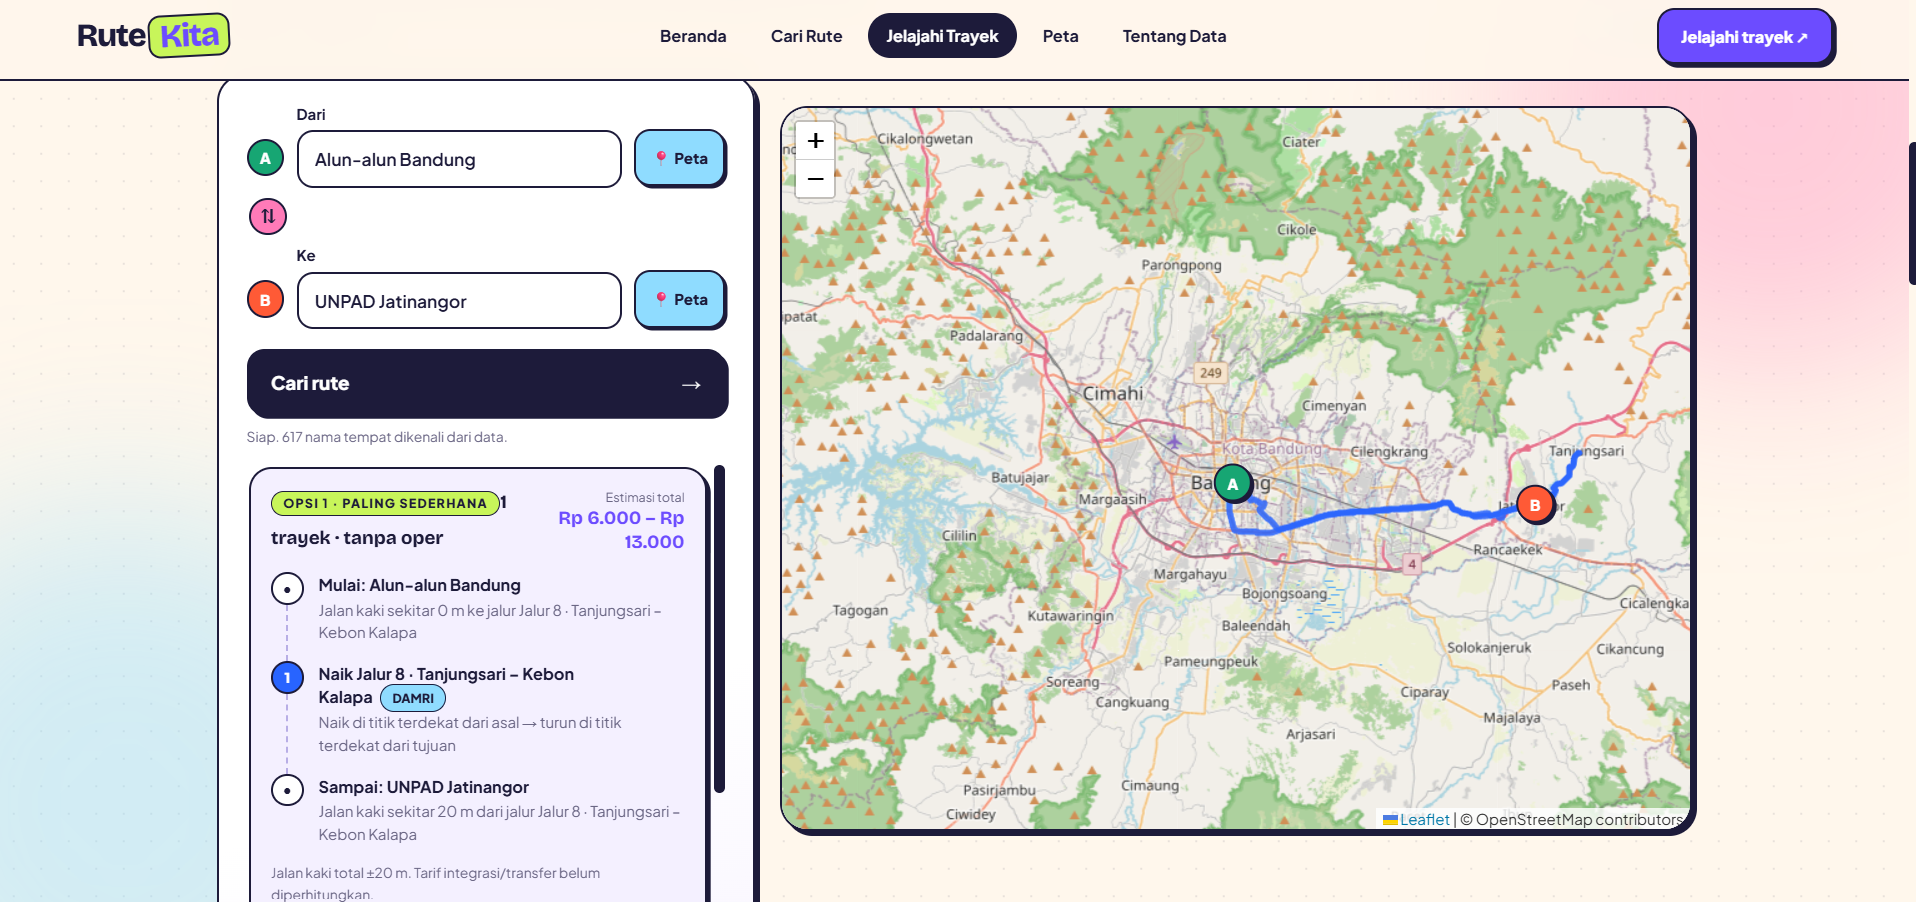 Rute Kita
Beranda
Cari Rute
Jelajahi Trayek
Peta
Tentang Data
Jelajahi trayek ↗
Dari
A
Alun-alun Bandung
📍 Peta
⇅
Ke
B
UNPAD Jatinangor
📍 Peta
Cari rute →
Siap. 617 nama tempat dikenali dari data.
OPSI 1 · PALING SEDERHANA 1
trayek · tanpa oper
Estimasi total
Rp 6.000 – Rp
13.000
Mulai: Alun-alun Bandung
Jalan kaki sekitar 0 m ke jalur Jalur 8 · Tanjungsari –
Kebon Kalapa
1
Naik Jalur 8 · Tanjungsari – Kebon
Kalapa DAMRI
Naik di titik terdekat dari asal → turun di titik
terdekat dari tujuan
Sampai: UNPAD Jatinangor
Jalan kaki sekitar 20 m dari jalur Jalur 8 · Tanjungsari –
Kebon Kalapa
Jalan kaki total ±20 m. Tarif integrasi/transfer belum
diperhitungkan.
+
−
Cikalongwetan
Ciater
Cikole
Parongpong
patat
Padalarang
249
Cimahi
Cimenyan
Kota Bandung
Cilengkrang
Tanjungsari
Batujajar
A
Margaasih
B
Cililin
Rancaekek
4
Margahayu
Bojongsoang
Tagogan
Kutawaringin
Baleendah
Cicalengka
Solokanjeruk
Cikancung
Pameungpeuk
Soreang
Cangkuang
Ciparay
Paseh
Majalaya
Arjasari
Pasirjambu
Cimaung
Ciwidey
Leaflet | © OpenStreetMap contributors